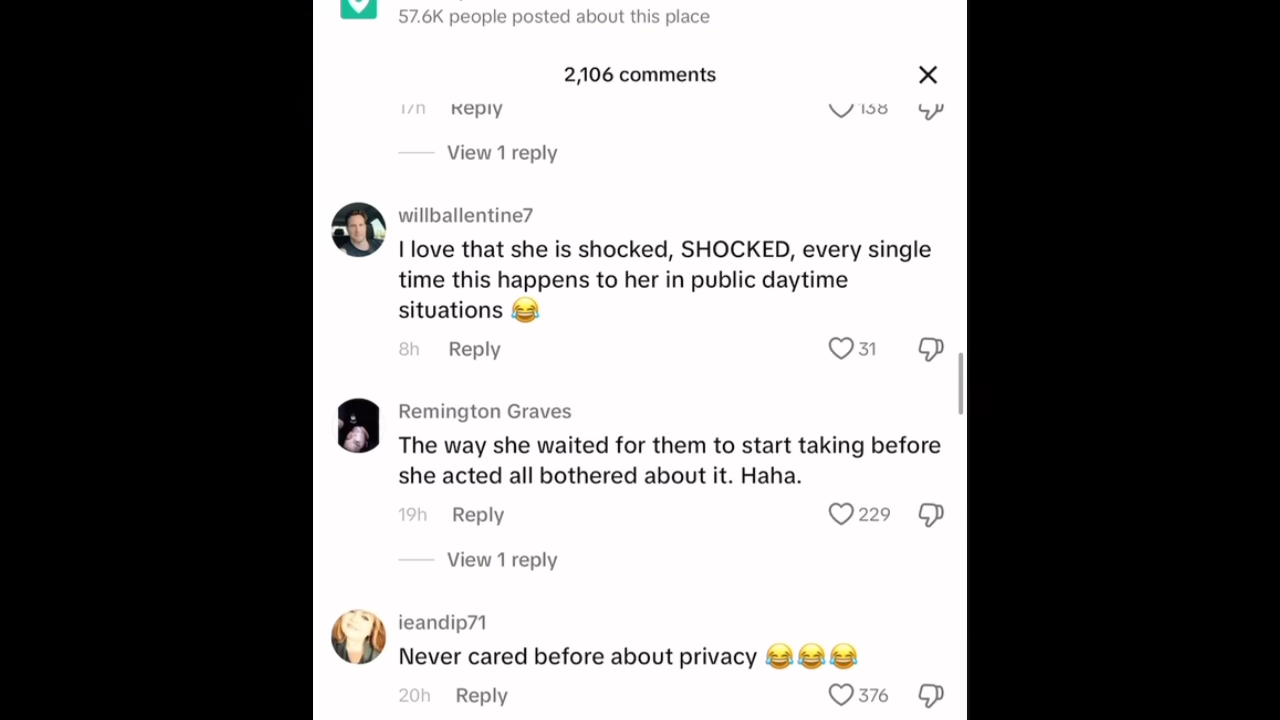 57.6K people posted about this place
2,106 comments
17h Reply 138
View 1 reply
willballentine7
I love that she is shocked, SHOCKED, every single
time this happens to her in public daytime
situations 😂
8h Reply 31
Remington Graves
The way she waited for them to start taking before
she acted all bothered about it. Haha.
19h Reply 229
View 1 reply
ieandip71
Never cared before about privacy 😂😂😂
20h Reply 376